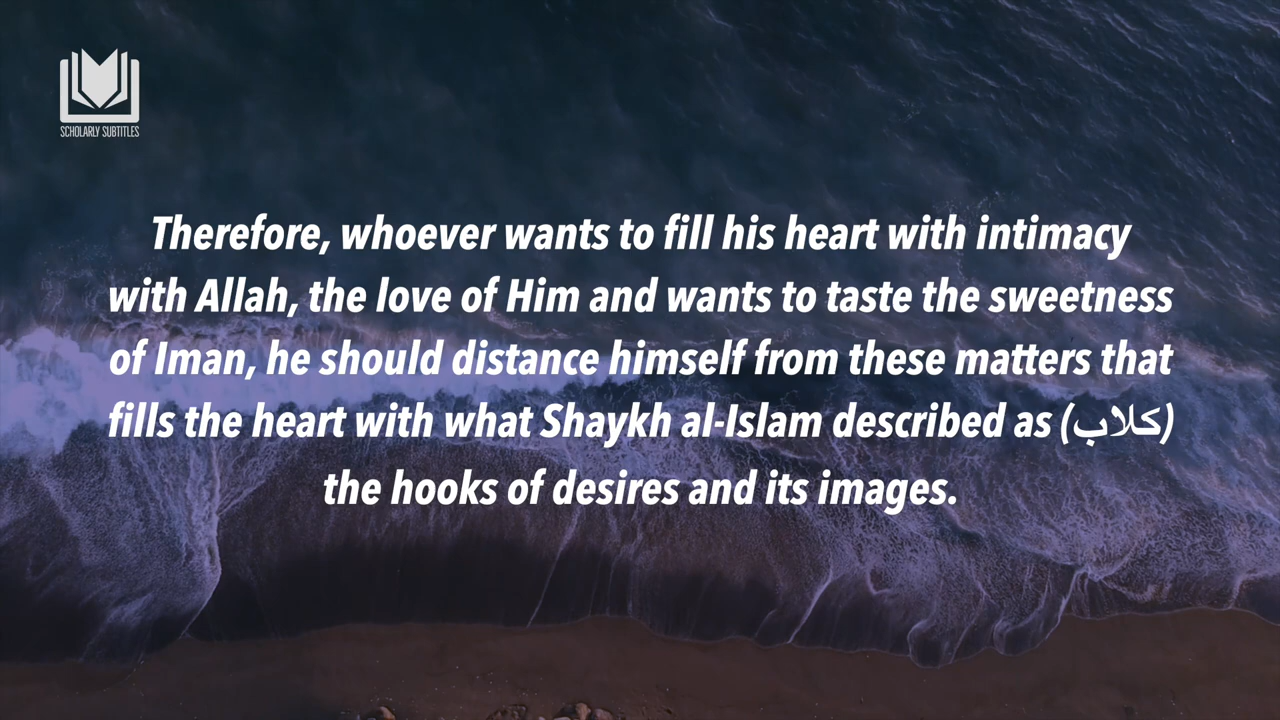 SCHOLARLY SUBTITLES
Therefore, whoever wants to fill his heart with intimacy
with Allah, the love of Him and wants to taste the sweetness
of Iman, he should distance himself from these matters that
fills the heart with what Shaykh al-Islam described as (كلاب)
the hooks of desires and its images.